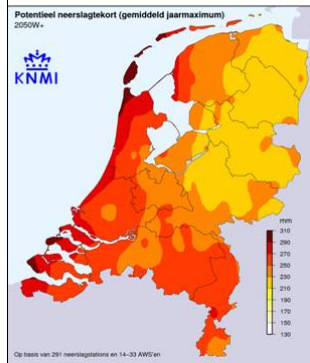 Potentieel neerslagtekort (gemiddeld jaarmaximum)
2050W+
KNMI
mm
310
290
270
250
230
210
190
170
150
130
Op basis van 291 neerslagstations en 14-33 AWS'en